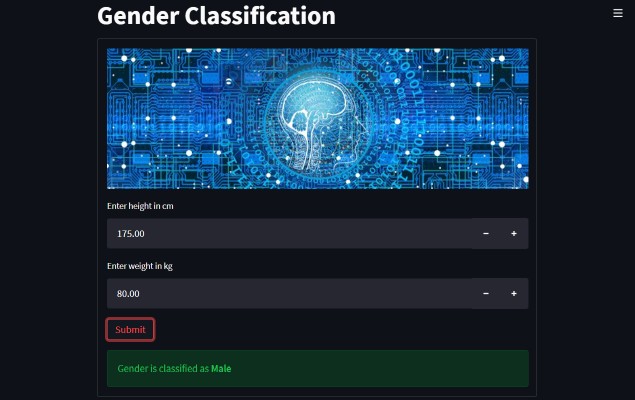 Gender Classification
Enter height in cm
175.00
Enter weight in kg
80.00
Submit
Gender is classified as Male